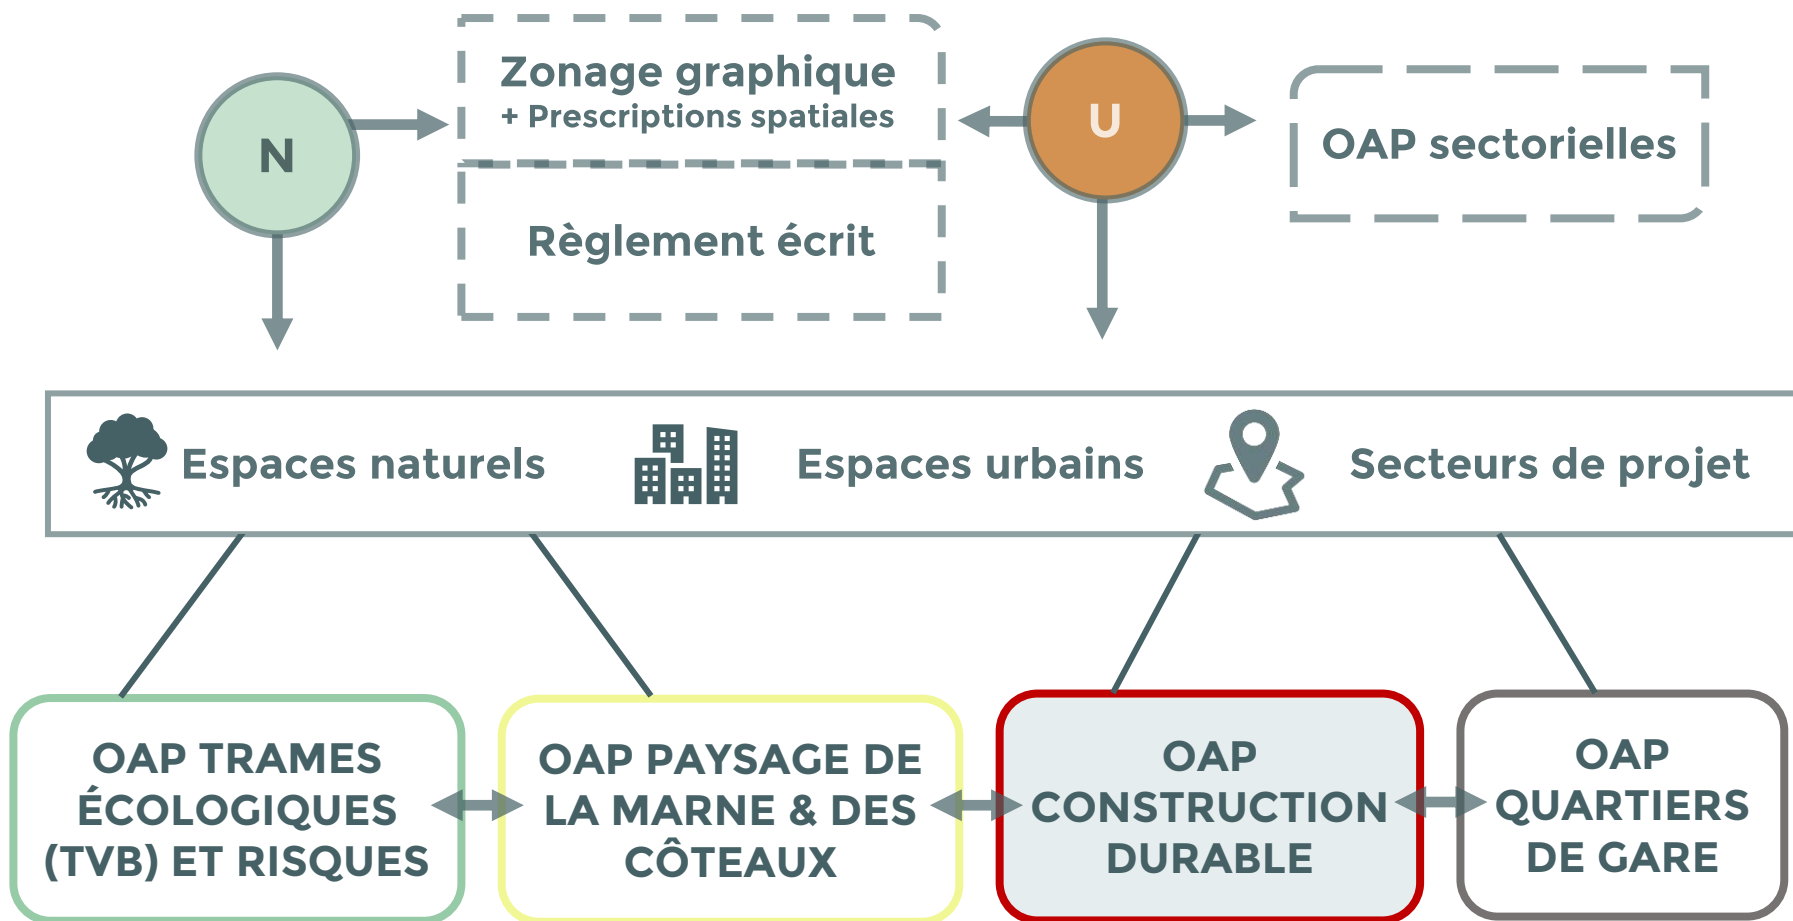 N
Zonage graphique
+ Prescriptions spatiales
Règlement écrit
U
OAP sectorielles
Espaces naturels
Espaces urbains
Secteurs de projet
OAP TRAMES
ÉCOLOGIQUES
(TVB) ET RISQUES
OAP PAYSAGE DE
LA MARNE & DES
CÔTEAUX
OAP
CONSTRUCTION
DURABLE
OAP
QUARTIERS
DE GARE